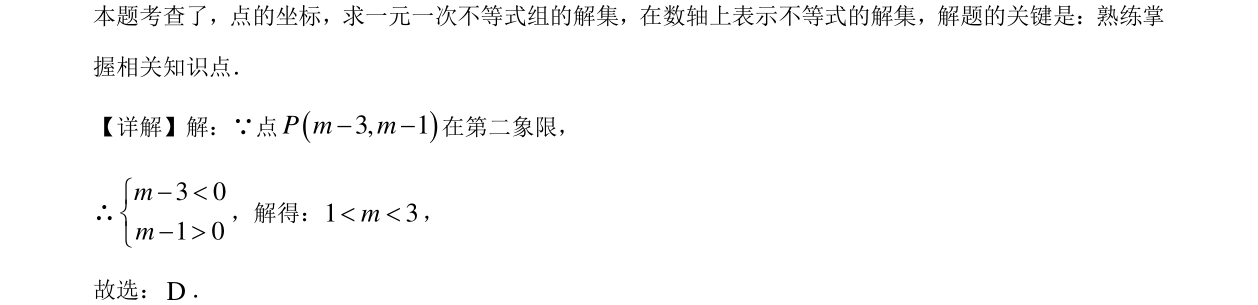 本题考查了，点的坐标，求一元一次不等式组的解集，在数轴上表示不等式的解集，解题的关键是：熟练掌
握相关知识点．
【详解】解：∵点P(m−3,m−1)在第二象限，
∴{m−3<0
m−1>0，解得：1<m<3，
故选：D．